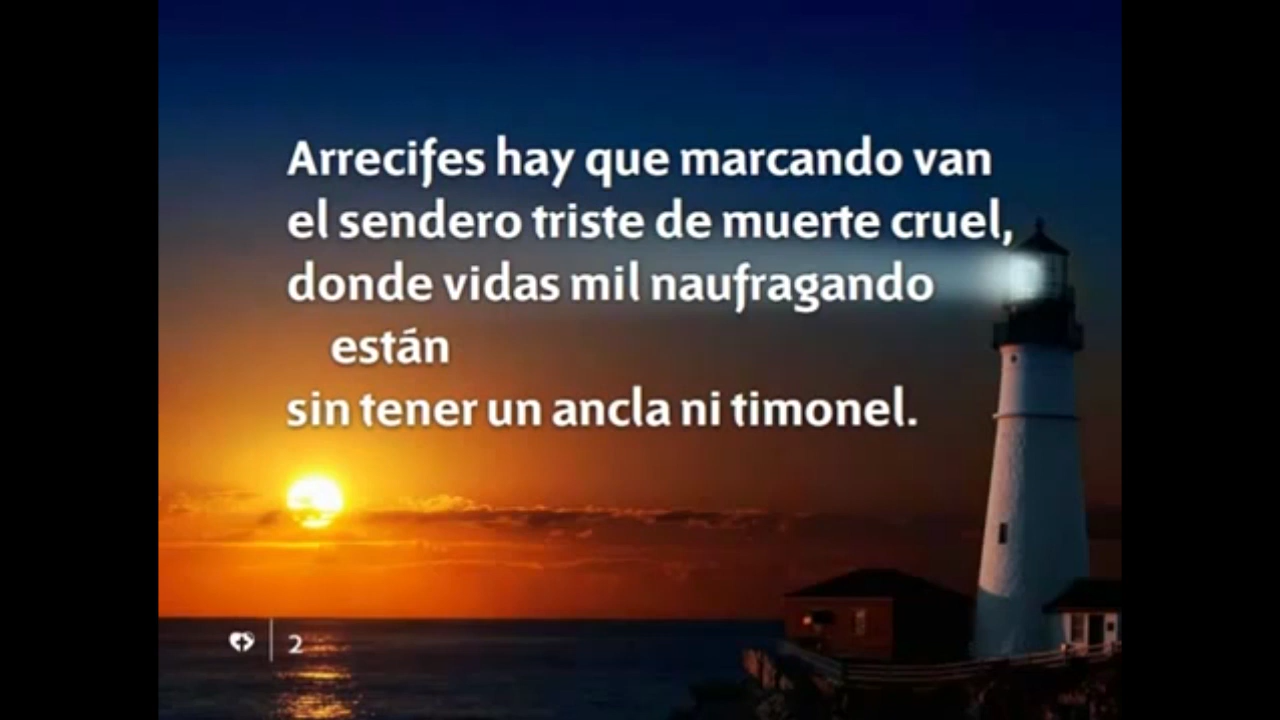 Arrecifes hay que marcando van
el sendero triste de muerte cruel,
donde vidas mil naufragando
están
sin tener un ancla ni timonel.
2